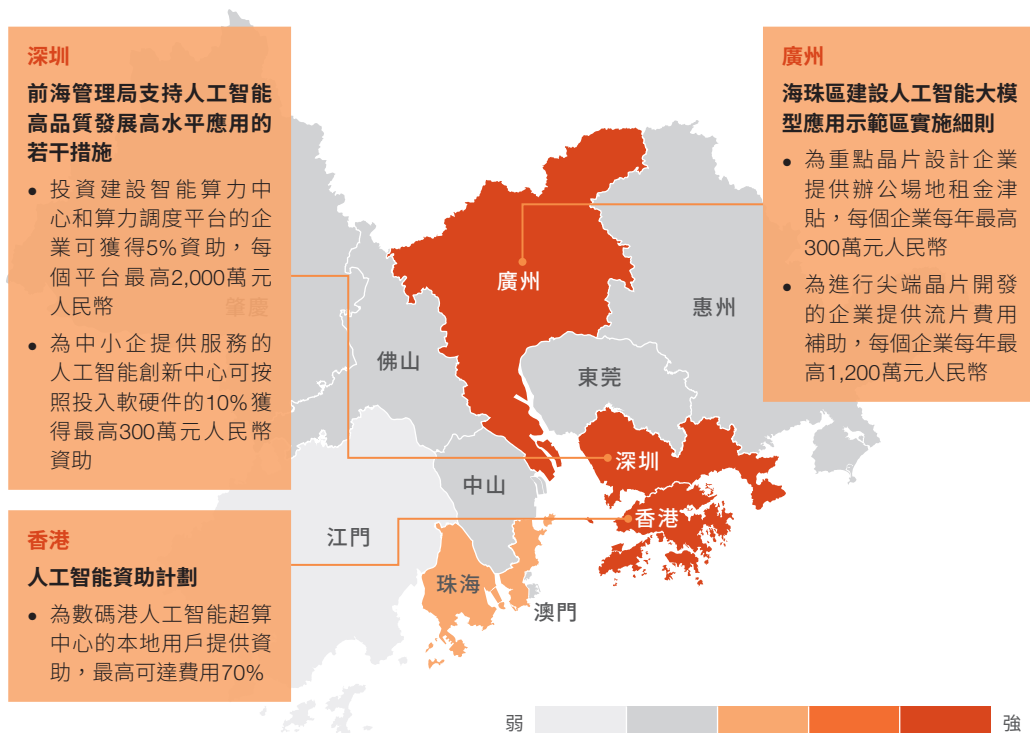 深圳
前海管理局支持人工智能
高品質發展高水平應用的
若干措施
• 投資建設智能算力中
心和算力調度平台的企
業可獲得5%資助，每
個平台最高2,000萬元
人民幣
• 為中小企提供服務的
人工智能創新中心可按
照投入軟硬件的10%獲
得最高300萬元人民幣
資助
香港
人工智能資助計劃
• 為數碼港人工智能超算
中心的本地用戶提供資
助，最高可達費用70%
廣州
海珠區建設人工智能大模
型應用示範區實施細則
• 為重點晶片設計企業
提供辦公場地租金津
貼，每個企業每年最高
300萬元人民幣
• 為進行尖端晶片開發
的企業提供流片費用
補助，每個企業每年最
高1,200萬元人民幣
肇慶
廣州
惠州
佛山
東莞
深圳
中山
香港
江門
珠海
澳門
弱
強